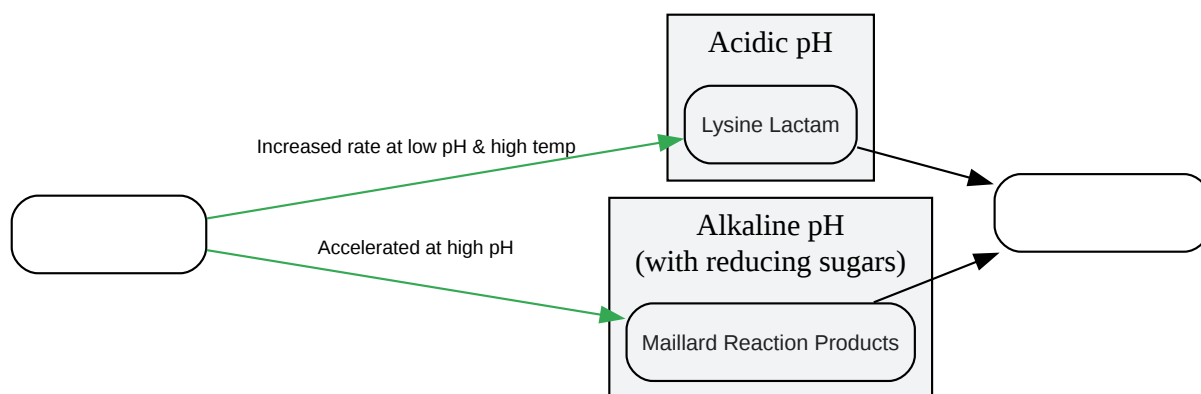 Acidic pH
Lysine Lactam
Increased rate at low pH & high temp
Accelerated at high pH
Alkaline pH
(with reducing sugars)
Maillard Reaction Products